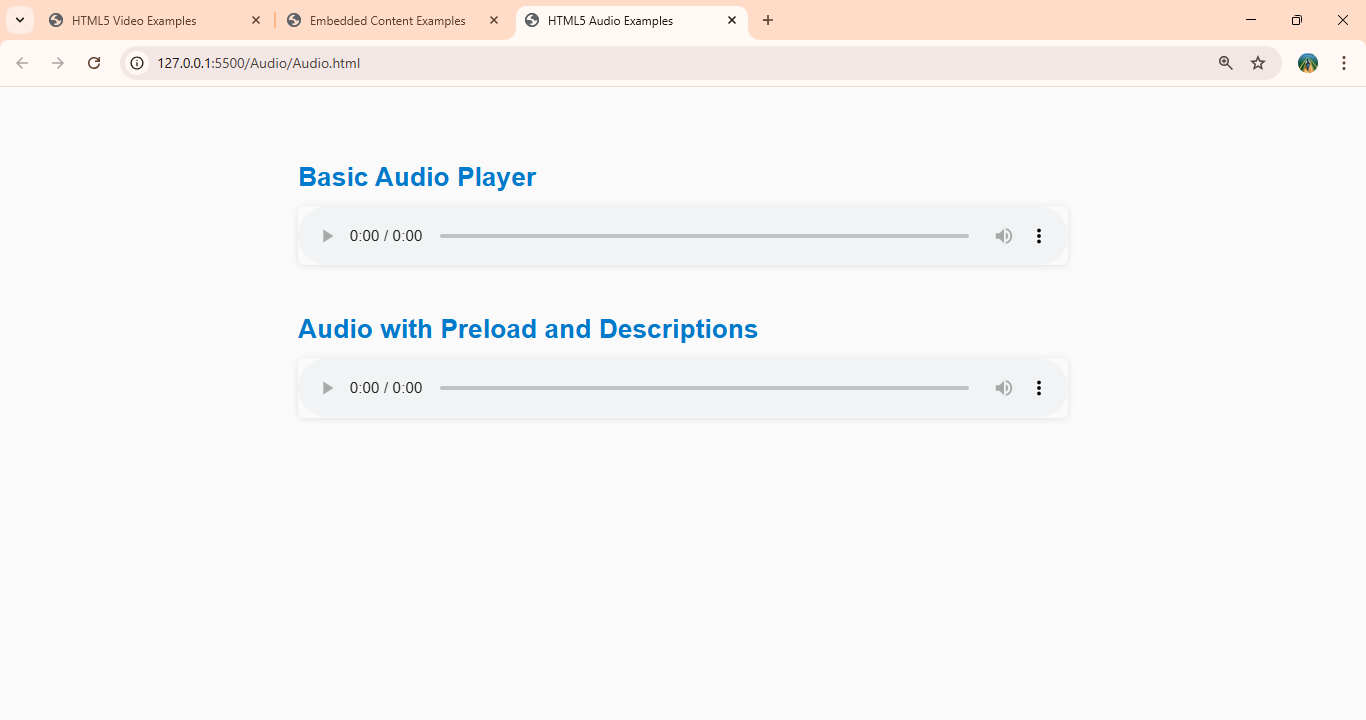 HTML5 Video Examples
Embedded Content Examples
HTML5 Audio Examples
127.0.0.1:5500/Audio/Audio.html
Basic Audio Player
0:00 / 0:00
Audio with Preload and Descriptions
0:00 / 0:00